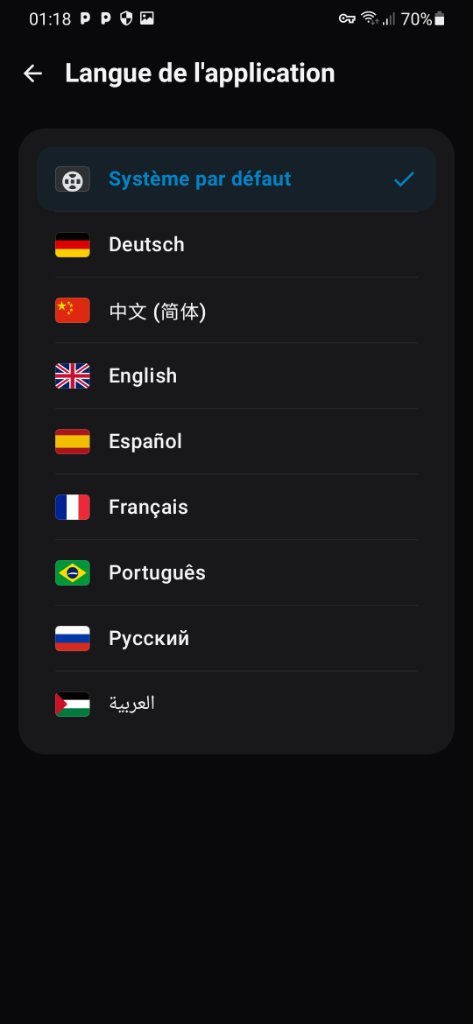 01:18 P P 70%
Langue de l'application
Système par défaut
Deutsch
中文 (简体)
English
Español
Français
Português
Русский
العربية